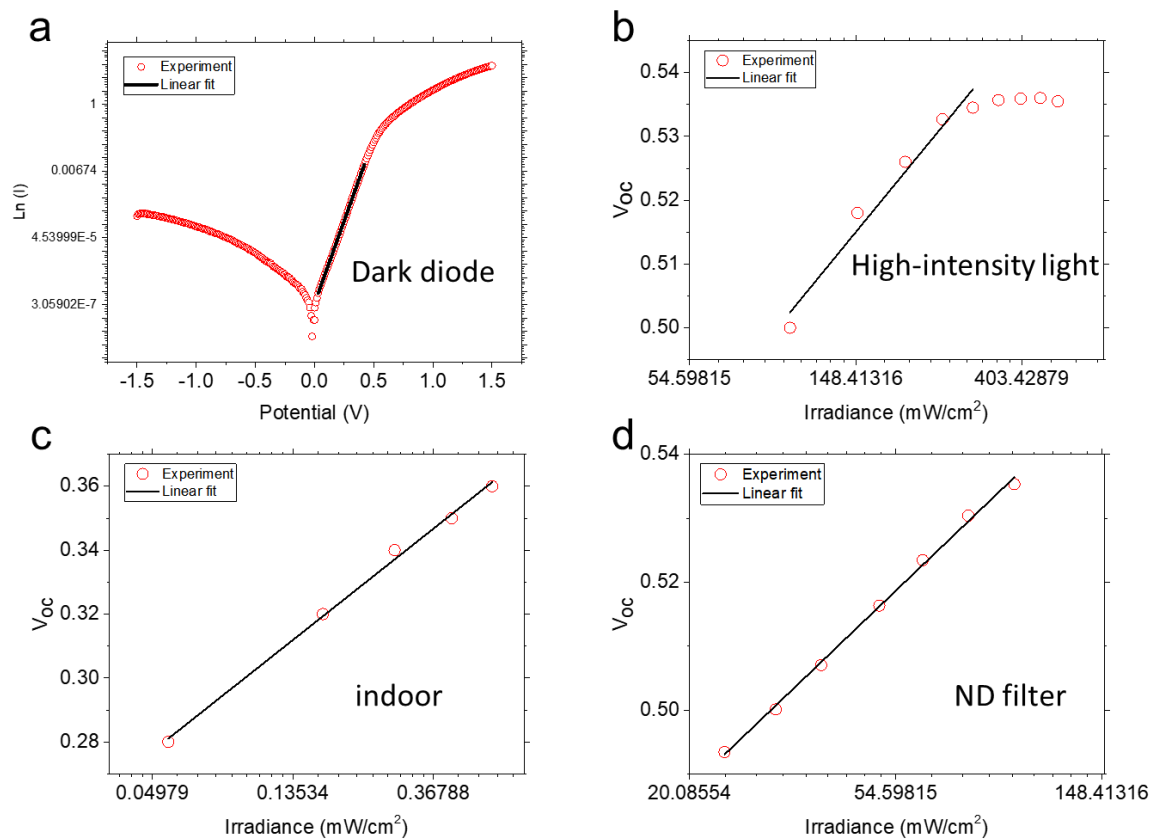 a
Experiment
Linear fit
Ln (I)
1
0.00674
4.53999E-5
3.05902E-7
Dark diode
-1.5 -1.0 -0.5 0.0 0.5 1.0 1.5
Potential (V)
b
Experiment
Linear fit
Voc
0.54
0.53
0.52
0.51
0.50
High-intensity light
54.59815 148.41316 403.42879
Irradiance (mW/cm²)
c
Experiment
Linear fit
Voc
0.36
0.34
0.32
0.30
0.28
indoor
0.04979 0.13534 0.36788
Irradiance (mW/cm²)
d
Experiment
Linear fit
Voc
0.54
0.52
0.50
ND filter
20.08554 54.59815 148.41316
Irradiance (mW/cm²)